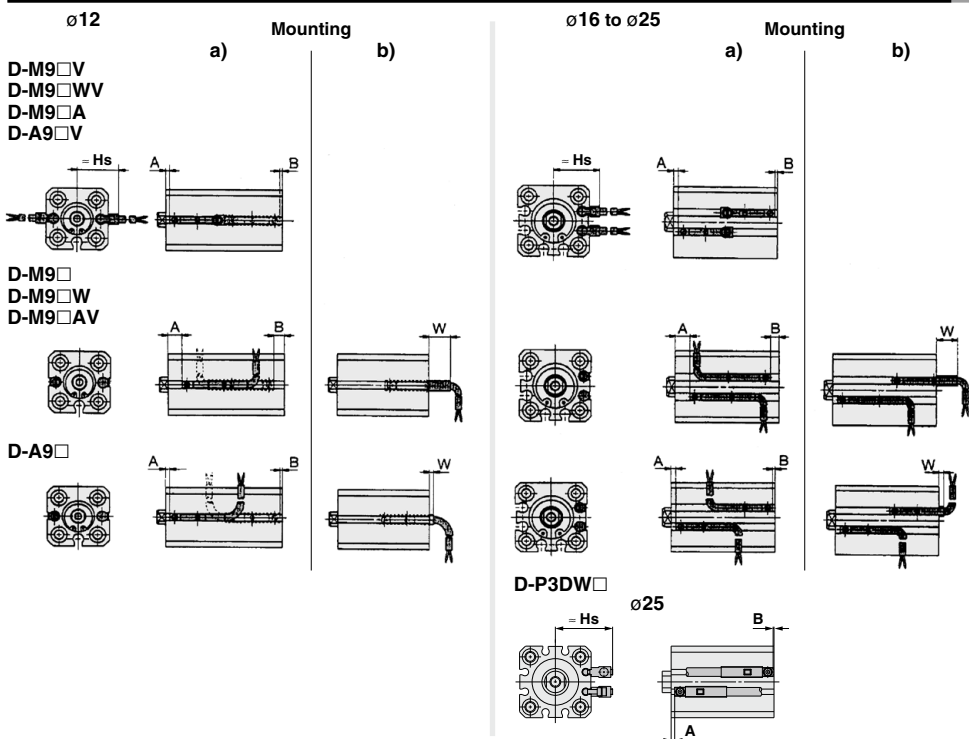 ø12
Mounting
a)
b)
D-M9□V
D-M9□WV
D-M9□A
D-A9□V
≈ Hs
A
B
D-M9□
D-M9□W
D-M9□AV
A
B
W
D-A9□
A
B
W
ø16 to ø25
Mounting
a)
b)
≈ Hs
A
B
A
B
W
A
B
W
D-P3DW□
ø25
≈ Hs
B
A